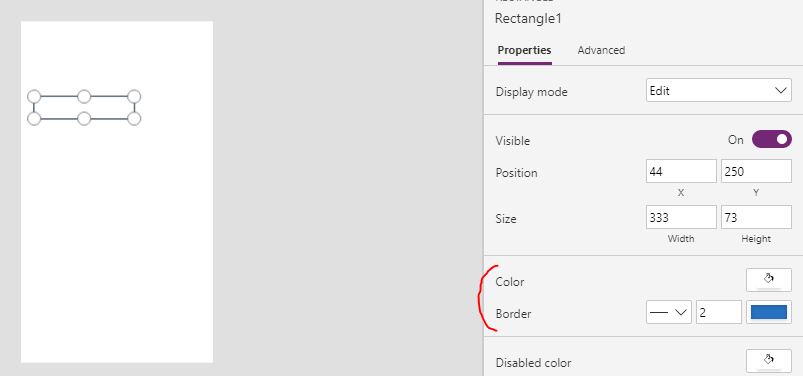 Rectangle1
Properties Advanced
Display mode Edit
Visible On
Position 44 250
X Y
Size 333 73
Width Height
Color
Border 2
Disabled color